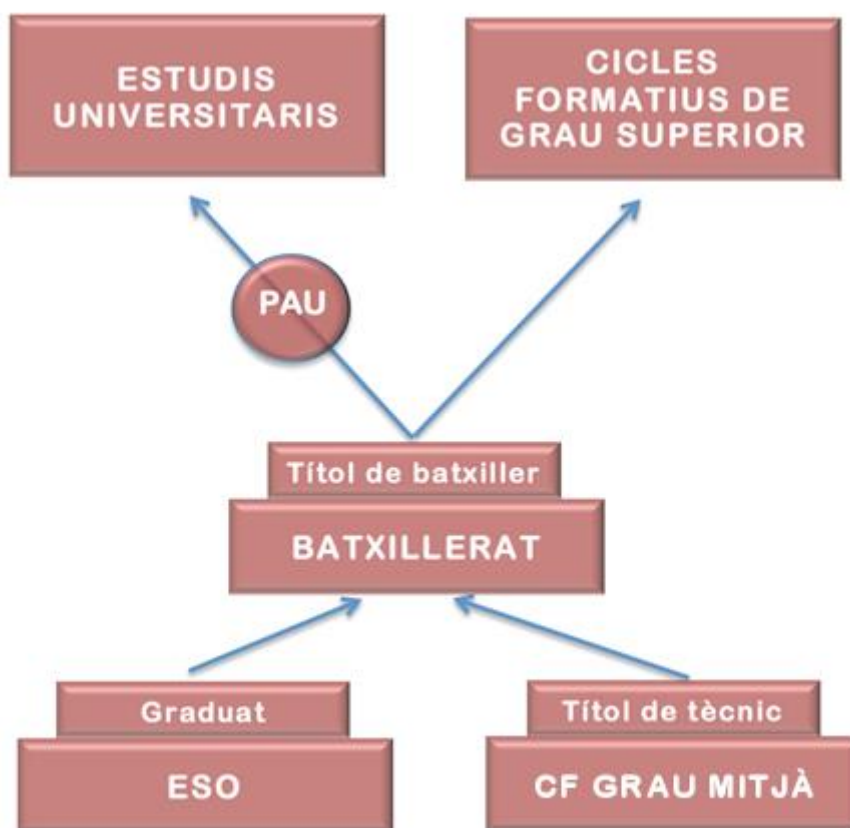 ESTUDIS
UNIVERSITARIS
CICLES
FORMATIUS DE
GRAU SUPERIOR
PAU
Títol de batxiller
BATXILLERAT
Graduat
ESO
Títol de tècnic
CF GRAU MITJÀ